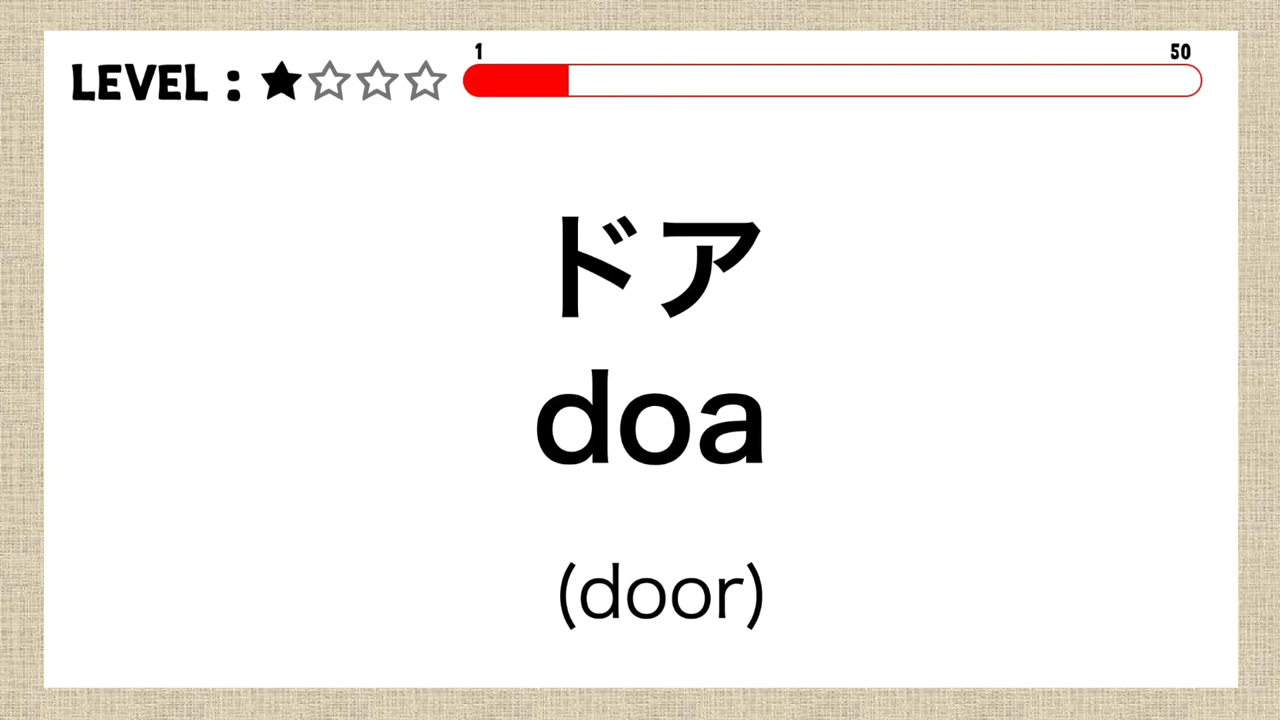 LEVEL : ★☆☆☆
1 50
ドア
doa
(door)